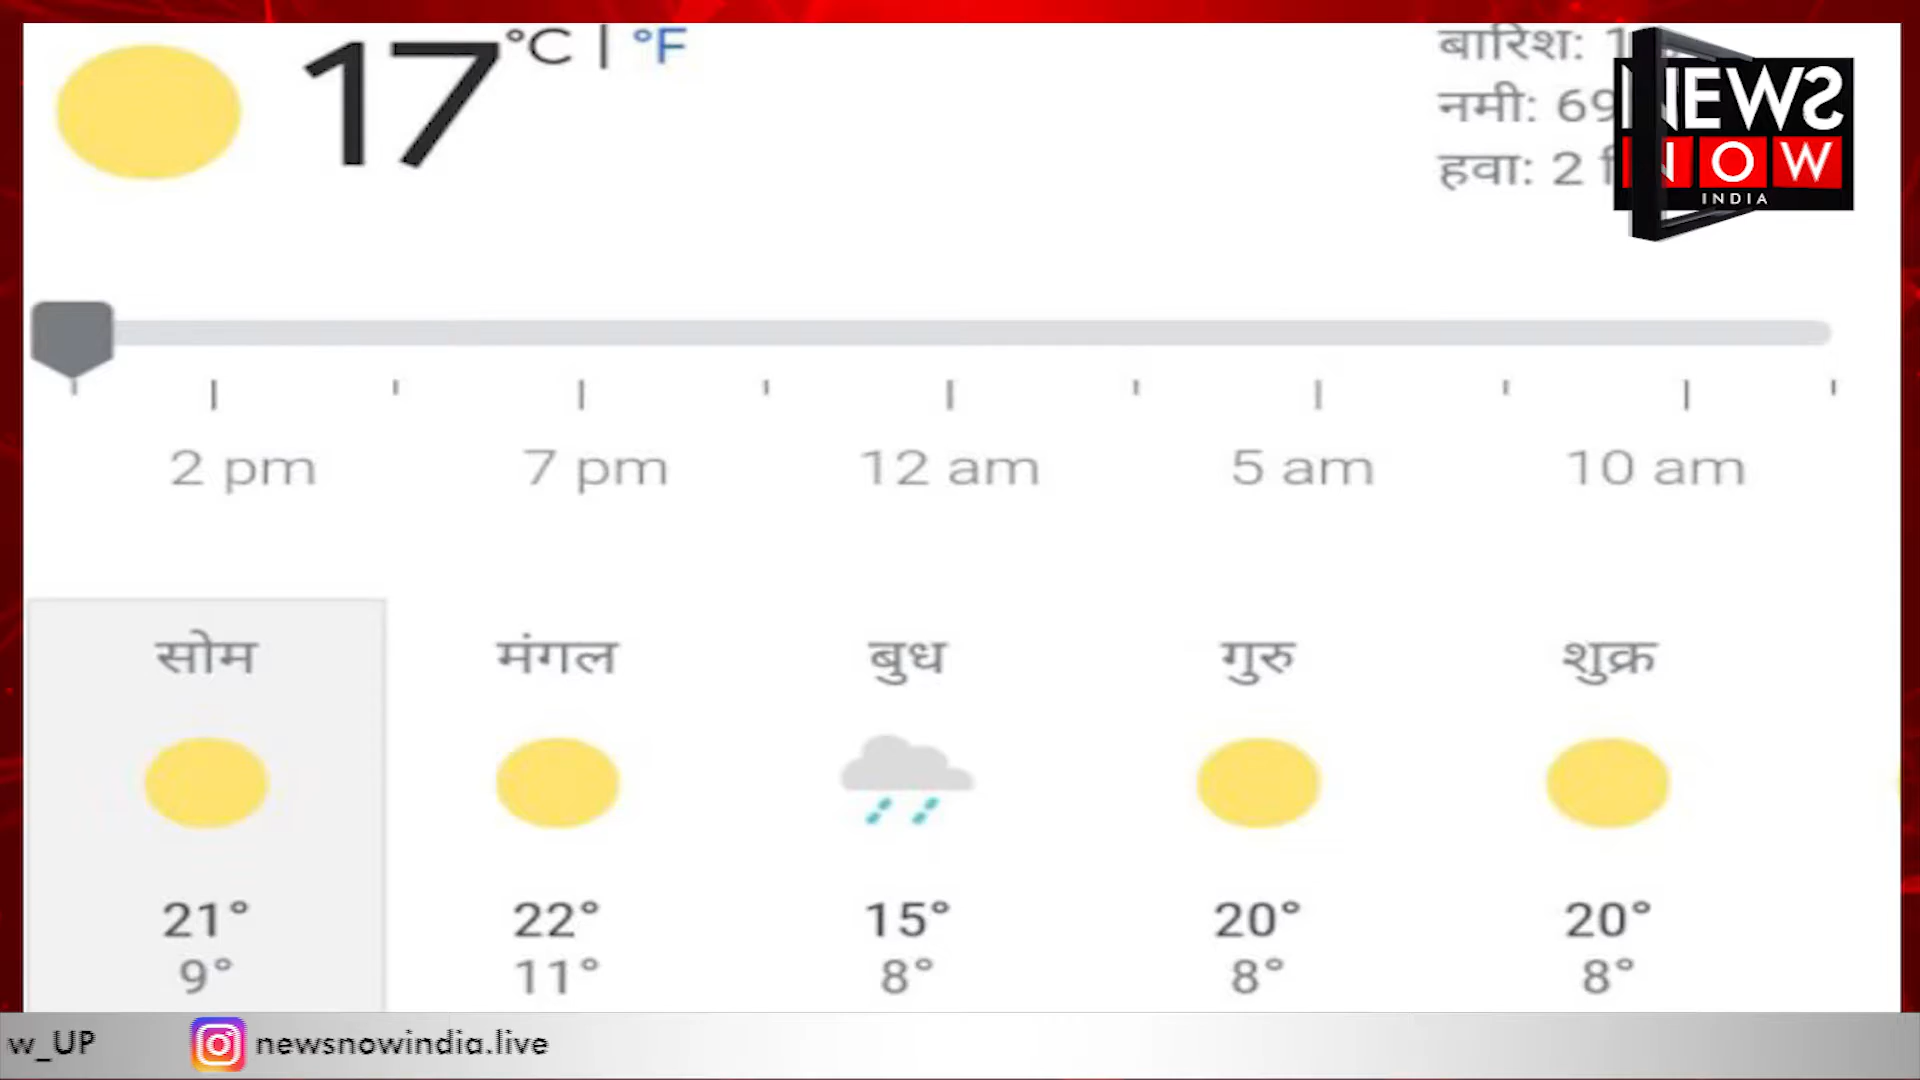 17 °C | °F
बारिश:
नमी: 69
हवा: 2
NEWS
NOW
INDIA
2 pm 7 pm 12 am 5 am 10 am
सोम मंगल बुध गुरु शुक्र
21° 22° 15° 20° 20°
9° 11° 8° 8° 8°
w_UP newsnowindia.live